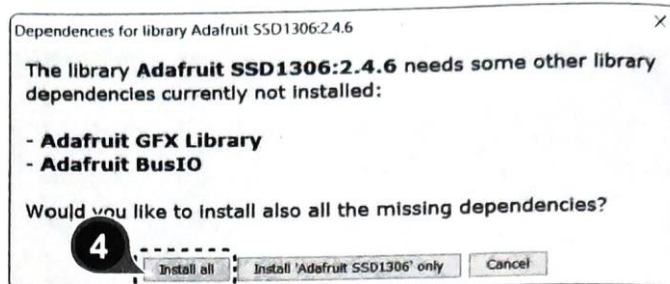 Dependencies for library Adafruit SSD1306:2.4.6
×
The library Adafruit SSD1306:2.4.6 needs some other library
dependencies currently not installed:
- Adafruit GFX Library
- Adafruit BusIO
Would you like to install also all the missing dependencies?
4
Install all
Install 'Adafruit SSD1306' only
Cancel